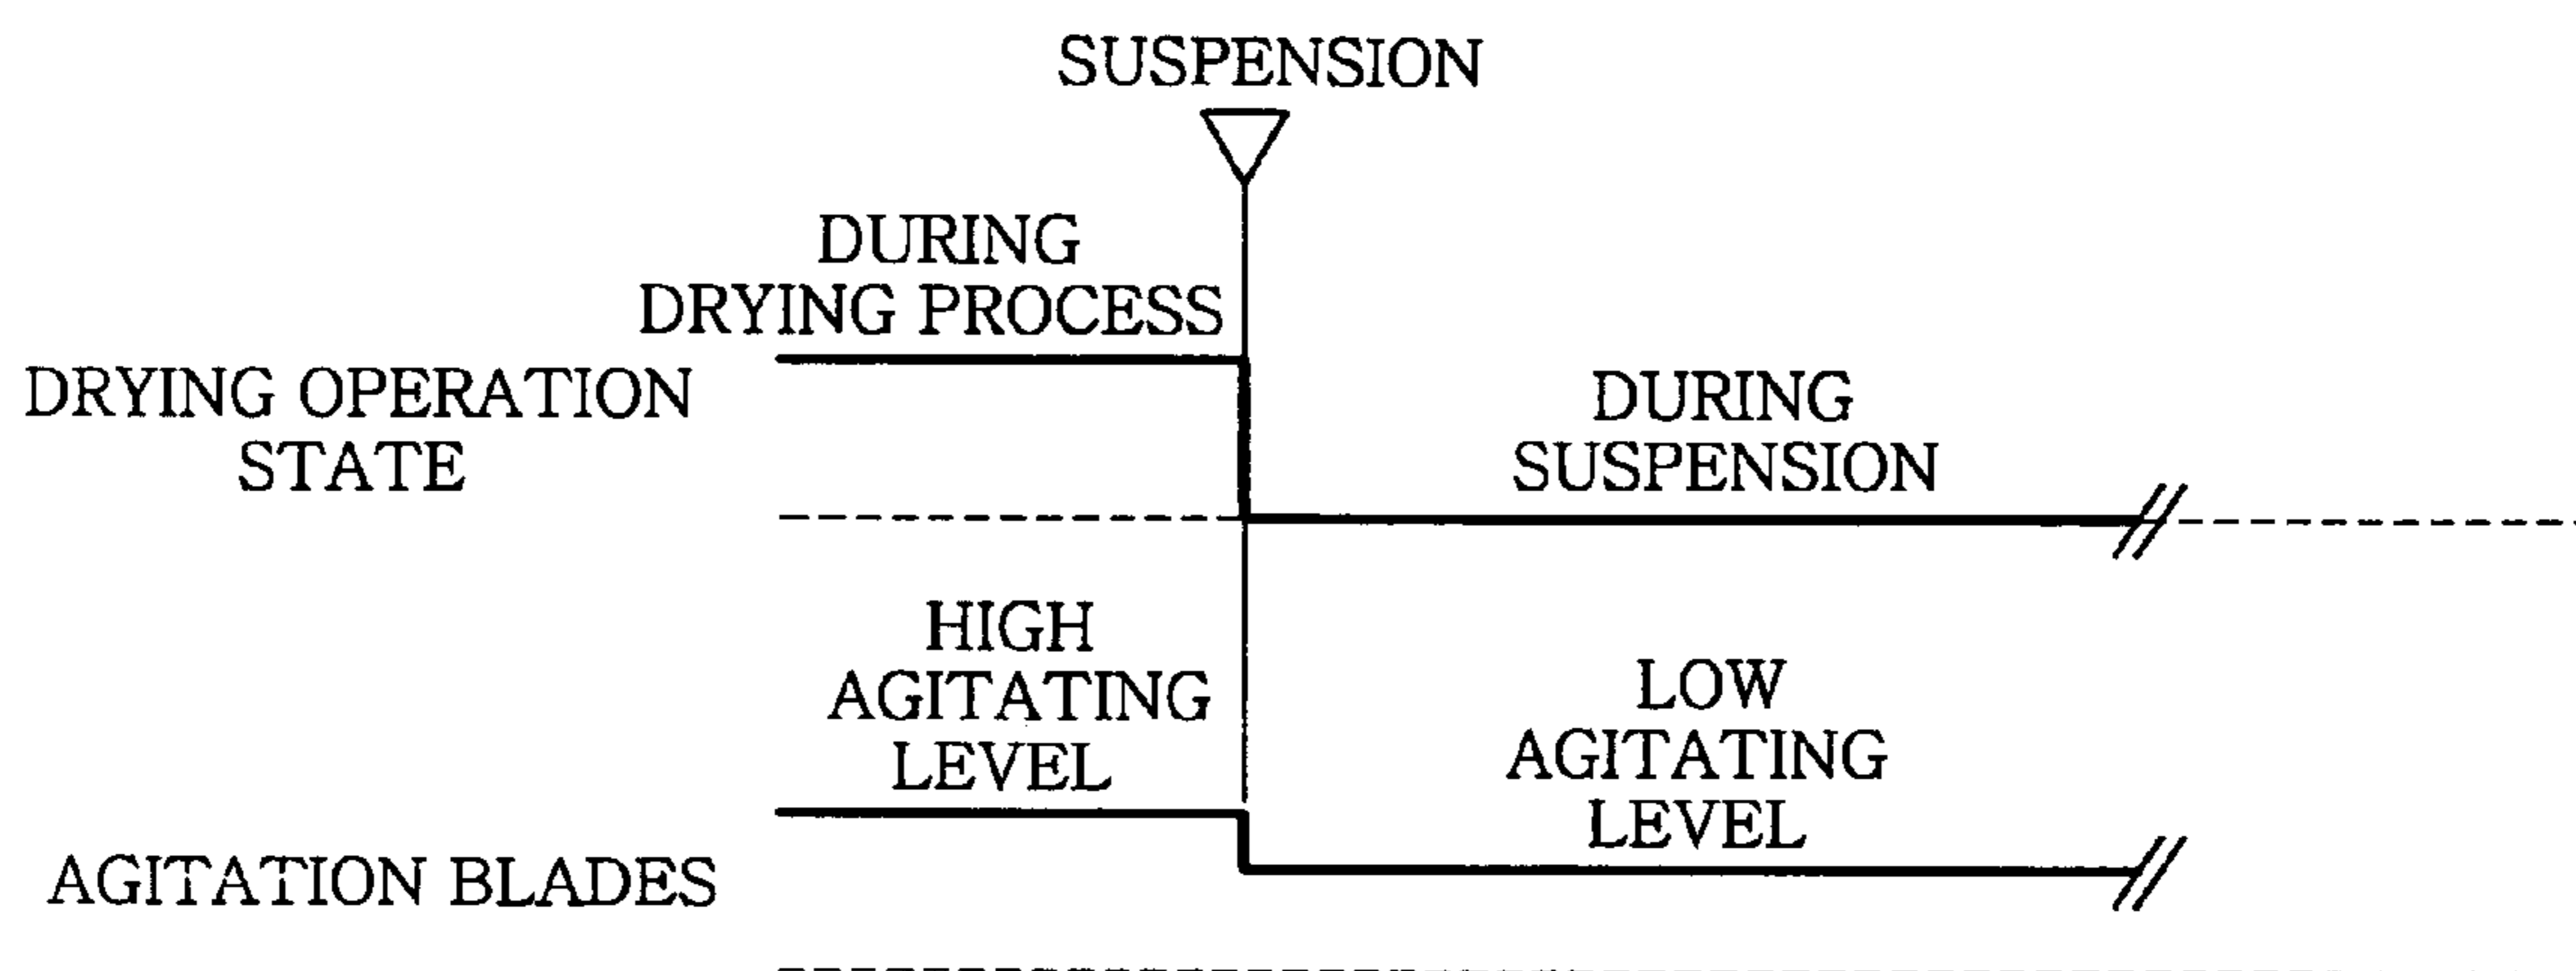 SUSPENSION
DURING
DRYING PROCESS
DRYING OPERATION
STATE
DURING
SUSPENSION
HIGH
AGITATING
LEVEL
LOW
AGITATING
LEVEL
AGITATION BLADES